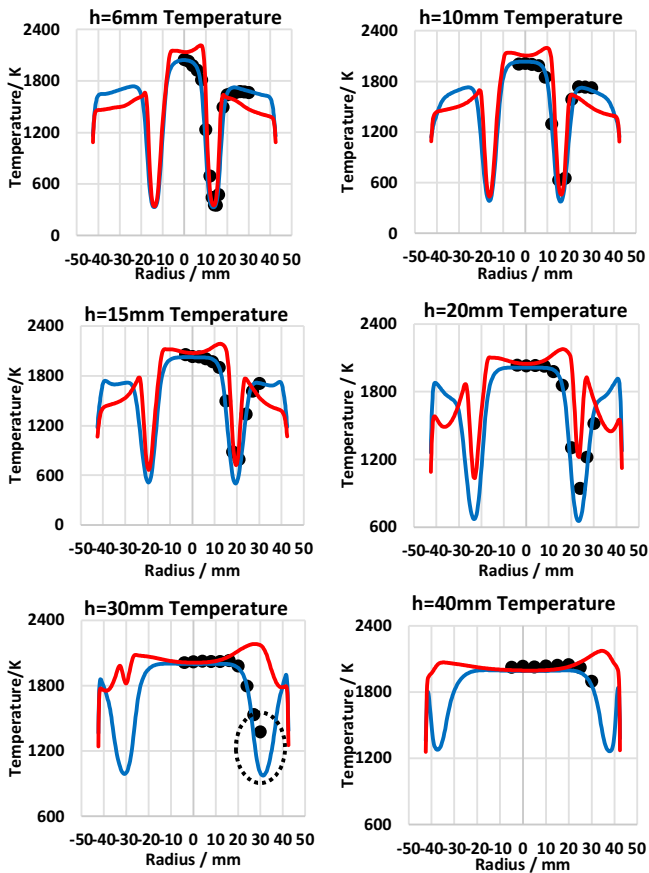 h=6mm Temperature
h=10mm Temperature
2400
1800
1200
600
0
Temperature/ K
-50-40-30-20-10 0 10 20 30 40 50
Radius / mm
2400
1800
1200
600
0
Temperature/ K
-50-40-30-20-10 0 10 20 30 40 50
Radius / mm
h=15mm Temperature
h=20mm Temperature
2400
1800
1200
600
0
Temperature/K
-50-40-30-20-10 0 10 20 30 40 50
Radius / mm
2400
1800
1200
600
Temperature / K
-50-40-30-20-10 0 10 20 30 40 50
Radius / mm
h=30mm Temperature
h=40mm Temperature
2400
1800
1200
600
Temperature/K
-50-40-30-20-10 0 10 20 30 40 50
Radius / mm
2400
1800
1200
600
Temperature/ K
-50-40-30-20-10 0 10 20 30 40 50
Radius / mm